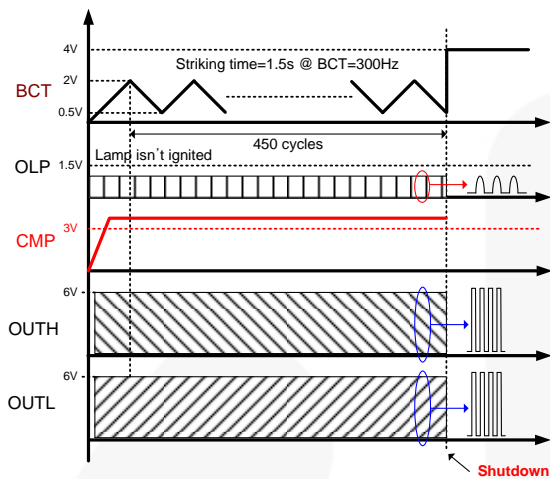 4V
Striking time=1.5s @ BCT=300Hz
2V
BCT
0.5V
450 cycles
Lamp isn't ignited
OLP
1.5V
3V
CMP
6V
OUTH
6V
OUTL
Shutdown